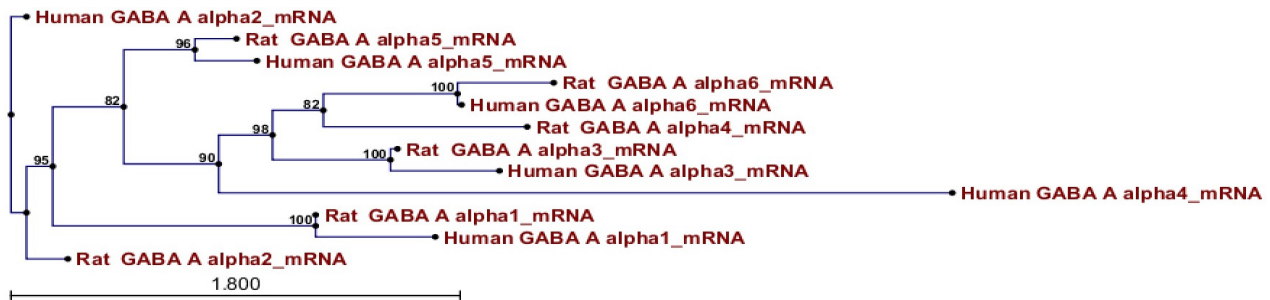 Human GABA A alpha2_mRNA
96 Rat GABA A alpha5_mRNA
Human GABA A alpha5_mRNA
100 Rat GABA A alpha6_mRNA
82 82 Human GABA A alpha6_mRNA
98 Rat GABA A alpha4_mRNA
95 90 100 Rat GABA A alpha3_mRNA
Human GABA A alpha3_mRNA
Human GABA A alpha4_mRNA
100 Rat GABA A alpha1_mRNA
Human GABA A alpha1_mRNA
Rat GABA A alpha2_mRNA
1.800